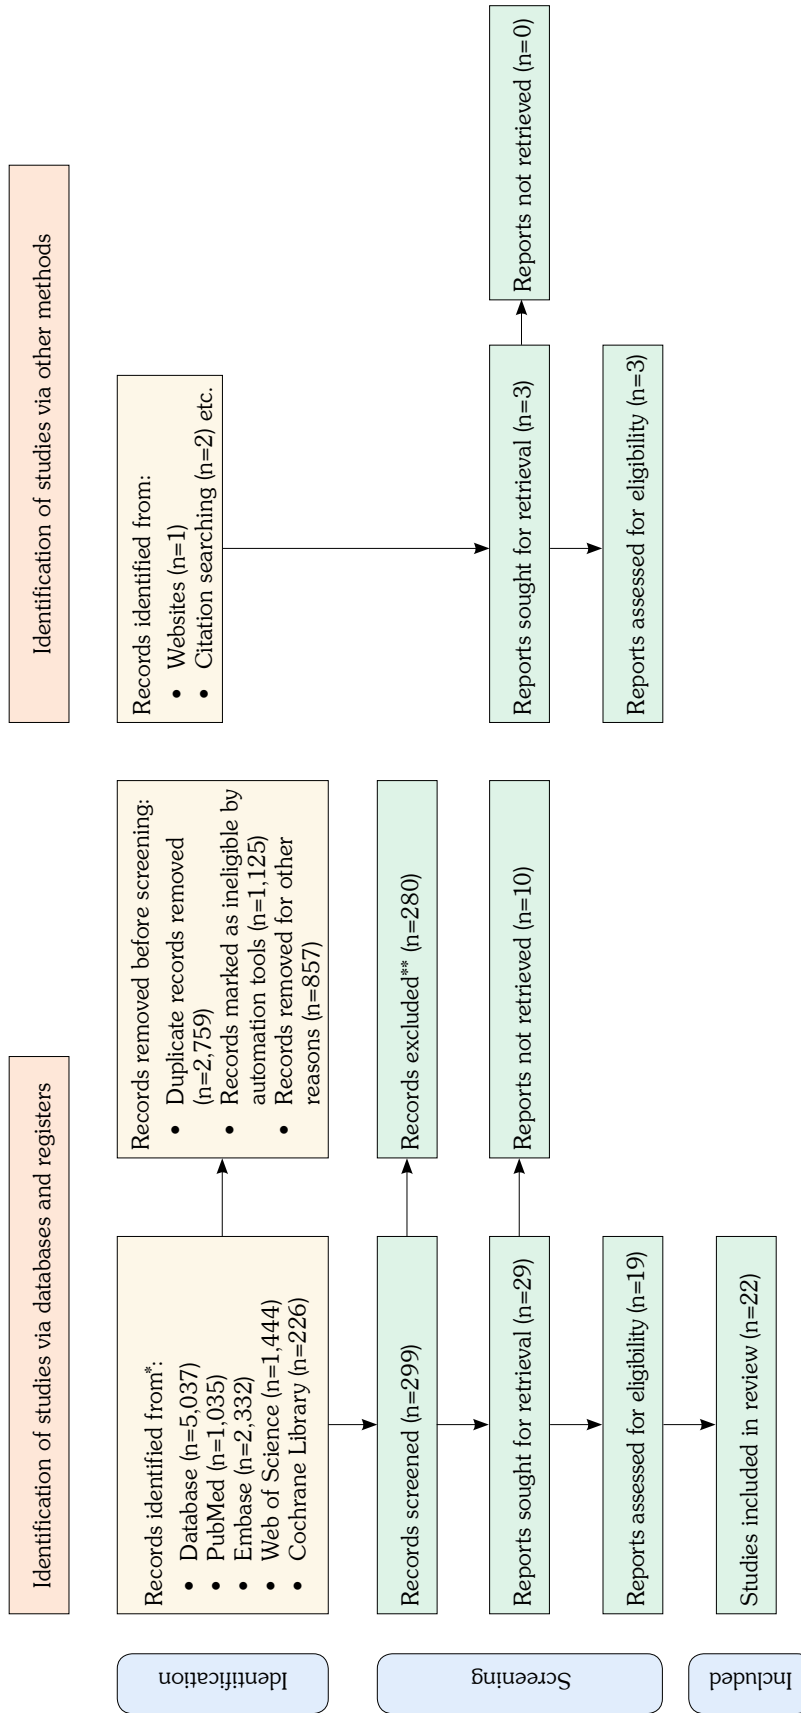 Identification of studies via databases and registers
Identification of studies via other methods
Identification
Records identified from*:
• Database (n=5,037)
• PubMed (n=1,035)
• Embase (n=2,332)
• Web of Science (n=1,444)
• Cochrane Library (n=226)
Records removed before screening:
• Duplicate records removed
(n=2,759)
• Records marked as ineligible by
automation tools (n=1,125)
• Records removed for other
reasons (n=857)
Records identified from:
• Websites (n=1)
• Citation searching (n=2) etc.
Screening
Records screened (n=299)
Records excluded** (n=280)
Reports sought for retrieval (n=29)
Reports not retrieved (n=10)
Reports sought for retrieval (n=3)
Reports not retrieved (n=0)
Reports assessed for eligibility (n=19)
Reports assessed for eligibility (n=3)
Included
Studies included in review (n=22)